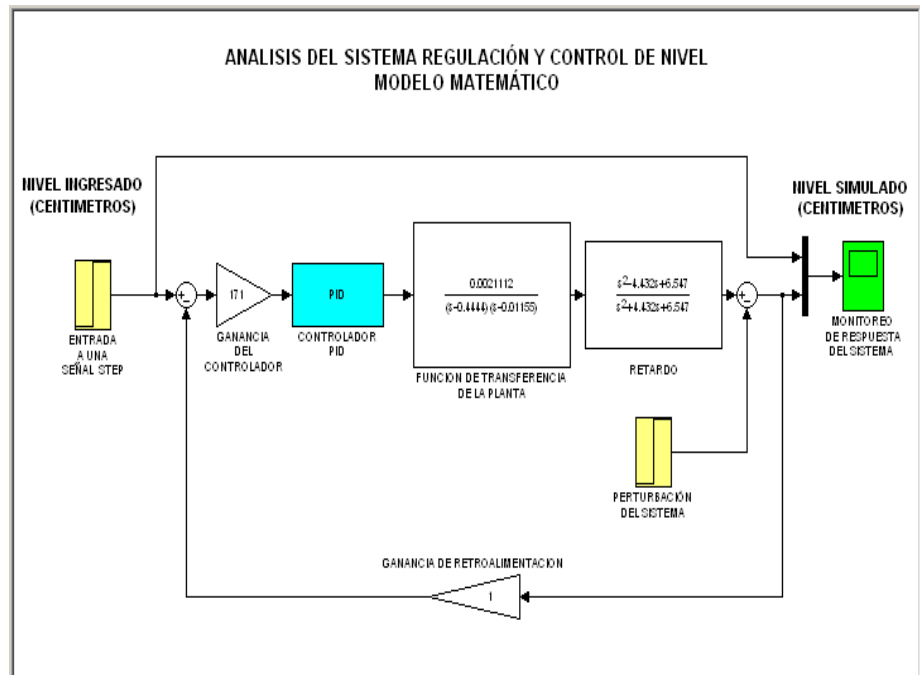 ANALISIS DEL SISTEMA REGULACIÓN Y CONTROL DE NIVEL
MODELO MATEMÁTICO
NIVEL INGRESADO
(CENTIMETROS)
NIVEL SIMULADO
(CENTIMETROS)
ENTRADA
A UNA
SEÑAL STEP
171
GANANCIA
DEL
CONTROLADOR
PID
CONTROLADOR
PID
0.0021112
(s-0.4444) (s-0.01155)
FUNCION DE TRANSFERENCIA
DE LA PLANTA
s²-4.432s+6.547
s²+4.432s+6.547
RETARDO
MONITOREO
DE RESPUESTA
DEL SISTEMA
PERTURBACIÓN
DEL SISTEMA
GANANCIA DE RETROALIMENTACION
1